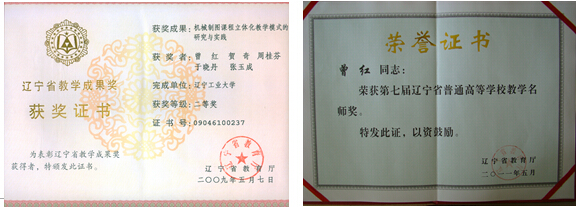 辽宁省教学成果奖
获奖证书
为表彰辽宁省教学成果奖
获得者，特颁发此证书。
获奖成果：机械制图课程立体化教学模式的
研究与实践
获奖者：曹红 贺奇 周桂芬
于晓丹 张玉成
完成单位：辽宁工业大学
获奖等级：二等奖
证书号：09046100237
辽宁省教育厅
二〇〇九年五月七日
荣誉证书
曹红同志：
荣获第七届辽宁省普通高等学校教学名
师奖。
特发此证，以资鼓励。
辽宁省教育厅
二〇一一年五月